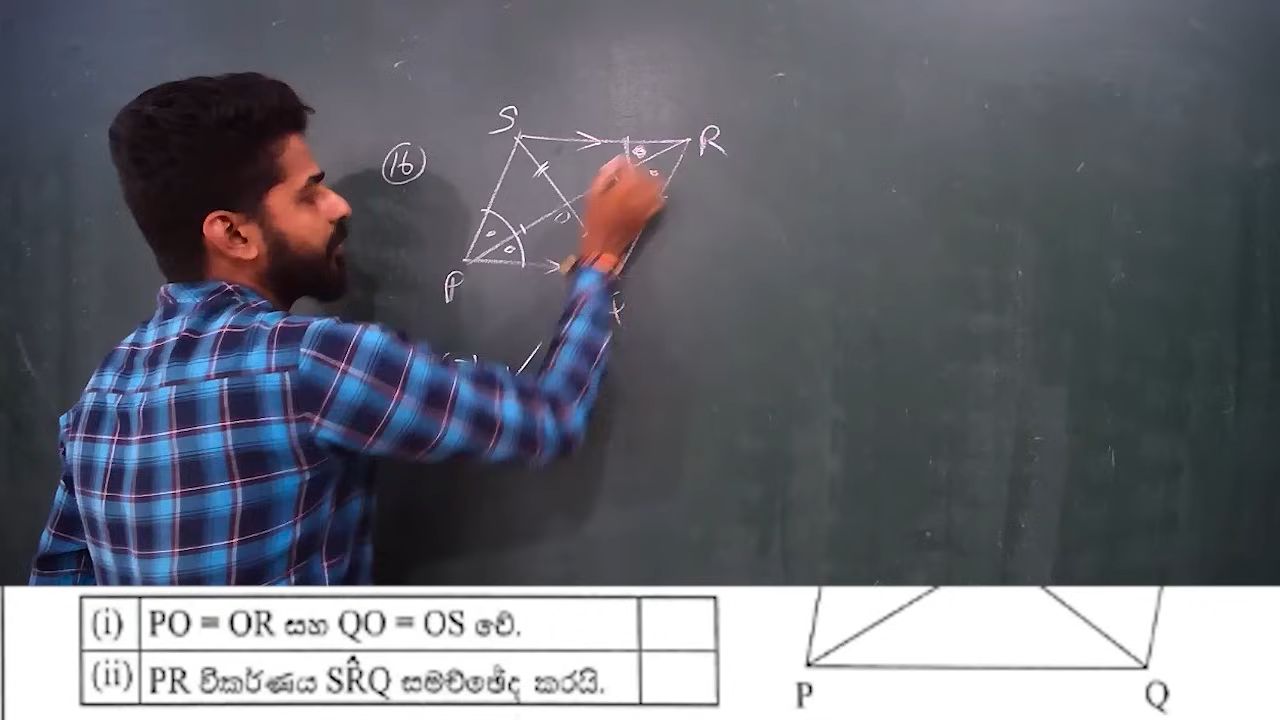 S
R
16
P
(i) PO = OR සහ QO = OS වේ.
(ii) PR විකර්ණය SR̂Q සමච්ඡේද කරයි.
P Q